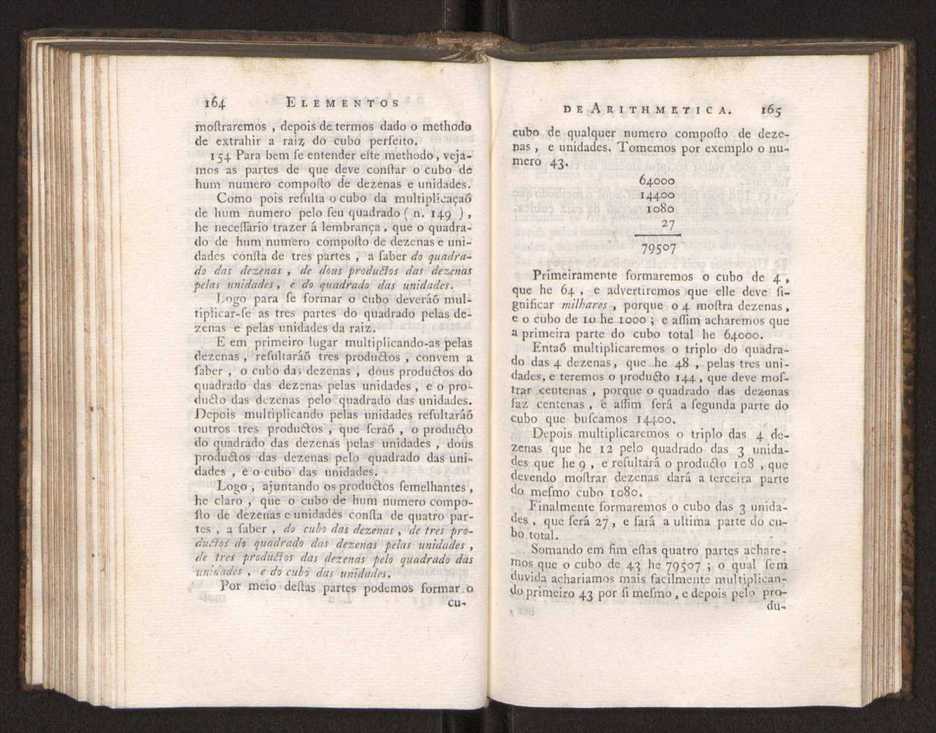 164 ELEMENTOS
moſtraremos , depois de termos dado o methodo
de extrahir a raiz do cubo perfeito.
154 Para bem ſe entender eſte methodo , veja-
mos as partes de que deve conſtar o cubo de
hum numero compoſto de dezenas e unidades.
Como pois reſulta o cubo da multiplicaçaõ
de hum numero pelo ſeu quadrado ( n. 149 ) ,
he neceſſario trazer á lembrança , que o quadra-
do de hum numero compoſto de dezenas e uni-
dades conſta de tres partes , a ſaber do quadra-
do das dezenas , de dous productos das dezenas
pelas unidades , e do quadrado das unidades.
Logo para ſe formar o cubo deveráõ mul-
tiplicar-ſe as tres partes do quadrado pelas de-
zenas e pelas unidades da raiz.
E em primeiro lugar multiplicando-as pelas
dezenas , reſultaráõ tres productos , convem a
ſaber , o cubo das dezenas , dous productos do
quadrado das dezenas pelas unidades , e o pro-
ducto das dezenas pelo quadrado das unidades.
Depois multiplicando pelas unidades reſultaráõ
outros tres productos , que ſeraõ , o producto
do quadrado das dezenas pelas unidades , dous
productos das dezenas pelo quadrado das uni-
dades , e o cubo das unidades.
Logo , ajuntando os productos ſemelhantes ,
he claro , que o cubo de hum numero compo-
ſto de dezenas e unidades conſta de quatro par-
tes , a ſaber , do cubo das dezenas , de tres pro-
ductos do quadrado das dezenas pelas unidades ,
de tres productos das dezenas pelo quadrado das
unidades , e do cubo das unidades.
Por meio deſtas partes podemos formar o
cu-
DE ARITHMETICA. 165
cubo de qualquer numero compoſto de deze-
nas , e unidades. Tomemos por exemplo o nu-
mero 43.
64000
14400
1080
27
79507
Primeiramente formaremos o cubo de 4 ,
que he 64 , e advertiremos que elle deve ſi-
gnificar milhares , porque o 4 moſtra dezenas ,
e o cubo de 10 he 1000 ; e aſſim acharemos que
a primeira parte do cubo total he 64000.
Entaõ multiplicaremos o triplo do quadra-
do das 4 dezenas , que he 48 , pelas tres uni-
dades, e teremos o producto 144 , que deve moſ-
trar centenas , porque o quadrado das dezenas
faz centenas , e aſſim ſerá a ſegunda parte do
cubo que buſcamos 14400.
Depois multiplicaremos o triplo das 4 de-
zenas que he 12 pelo quadrado das 3 unida-
des que he 9 , e reſultará o producto 108 , que
devendo moſtrar dezenas dará a terceira parte
do meſmo cubo 1080.
Finalmente formaremos o cubo das 3 unida-
des , que ſerá 27 , e ſará a ultima parte do cu-
bo total.
Somando em fim eſtas quatro partes achare-
mos que o cubo de 43 he 79507 ; o qual ſem
duvida achariamos mais facilmente multiplican-
do primeiro 43 por ſi meſmo , e depois pelo pro-
du-